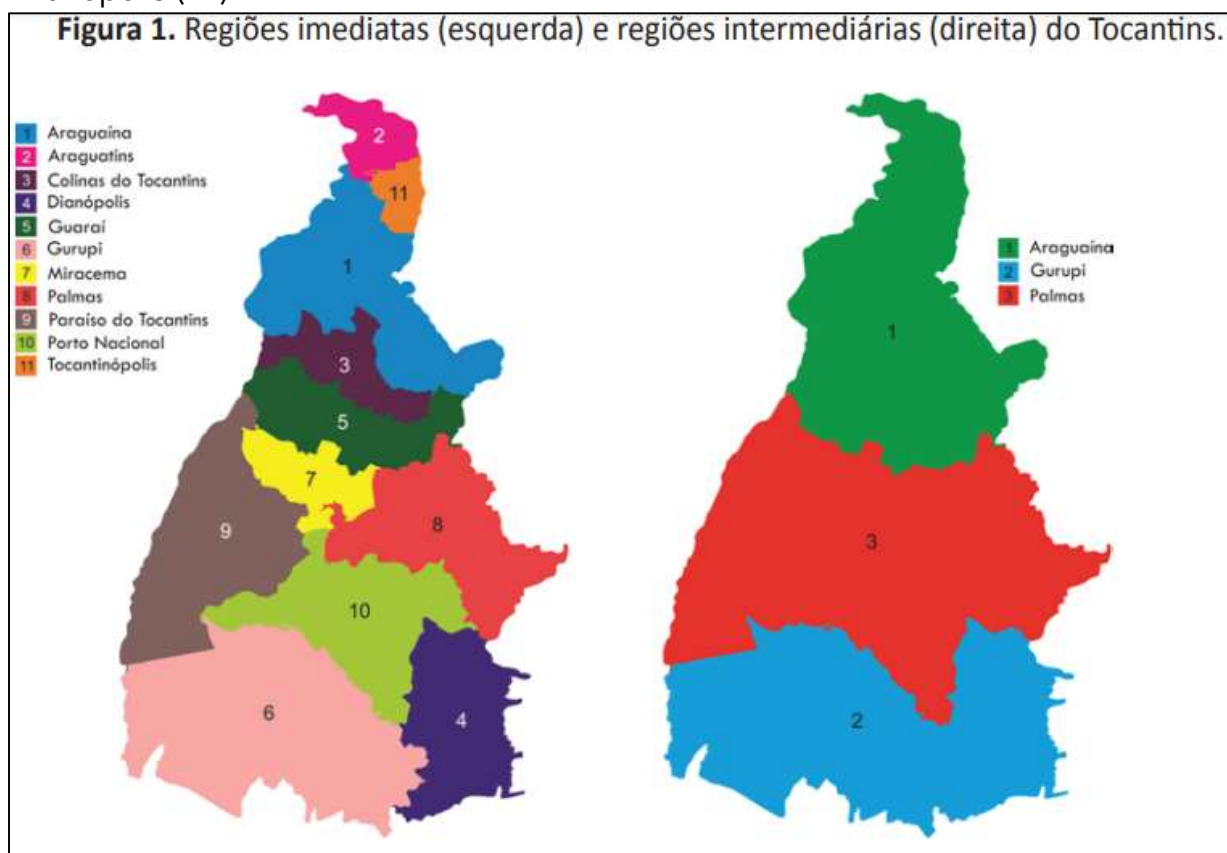 Figura 1. Regiões imediatas (esquerda) e regiões intermediárias (direita) do Tocantins.
1 Araguaína
2 Araguatins
3 Colinas do Tocantins
4 Dianópolis
5 Guaraí
6 Gurupi
7 Miracema
8 Palmas
9 Paraíso do Tocantins
10 Porto Nacional
11 Tocantinópolis
2
11
1
3
5
7
9
8
10
6
4
1 Araguaína
2 Gurupi
3 Palmas
1
3
2